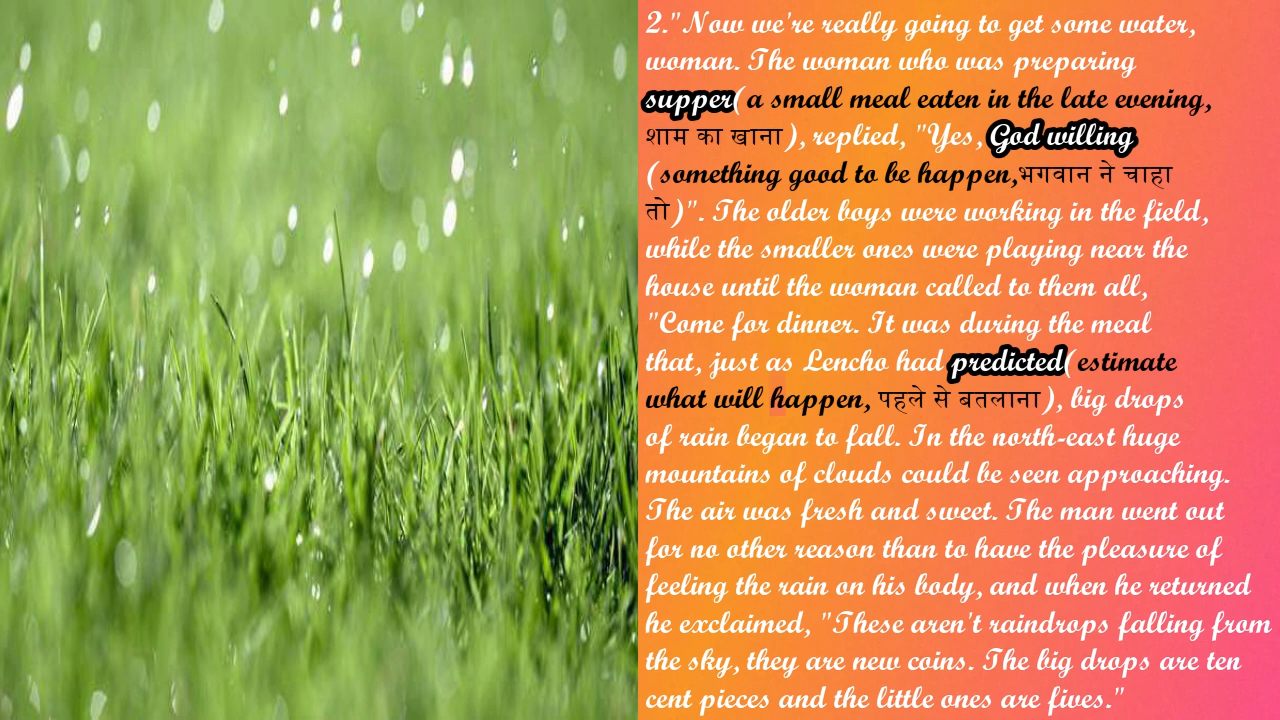 2."Now we're really going to get some water,
woman. The woman who was preparing
supper(a small meal eaten in the late evening,
शाम का खाना), replied, "Yes, God willing
(something good to be happen,भगवान ने चाहा
तो)". The older boys were working in the field,
while the smaller ones were playing near the
house until the woman called to them all,
"Come for dinner. It was during the meal
that, just as Lencho had predicted(estimate
what will happen, पहले से बतलाना), big drops
of rain began to fall. In the north-east huge
mountains of clouds could be seen approaching.
The air was fresh and sweet. The man went out
for no other reason than to have the pleasure of
feeling the rain on his body, and when he returned
he exclaimed, "These aren't raindrops falling from
the sky, they are new coins. The big drops are ten
cent pieces and the little ones are fives."